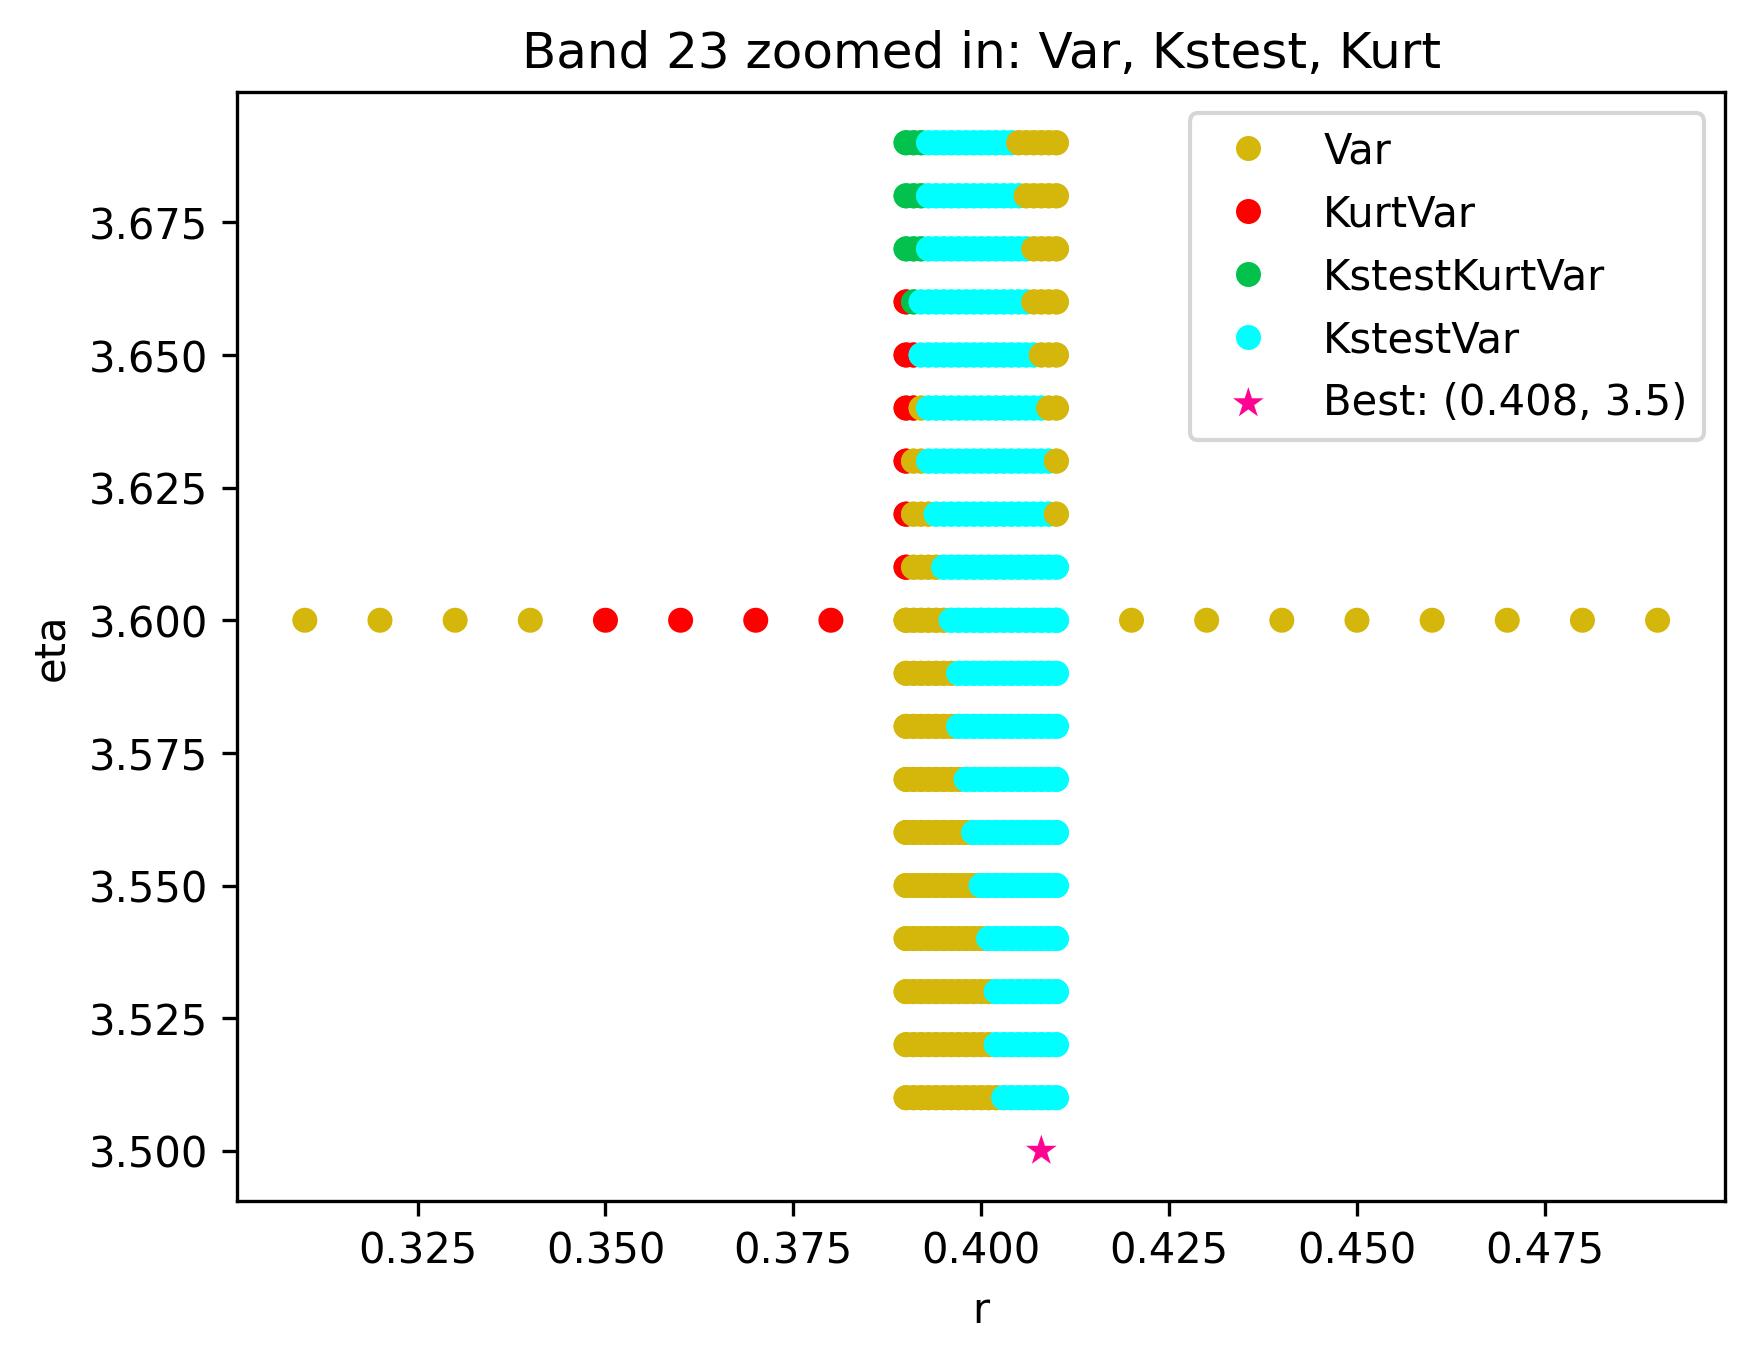 Band 23 zoomed in: Var, Kstest, Kurt
Var
KurtVar
KstestKurtVar
KstestVar
Best: (0.408, 3.5)
3.675
3.650
3.625
3.600
3.575
3.550
3.525
3.500
eta
0.325
0.350
0.375
0.400
0.425
0.450
0.475
r